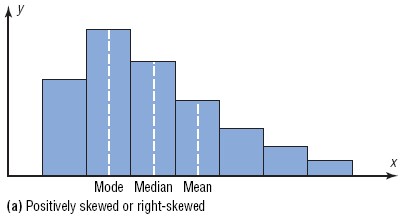 y
x
Mode Median Mean
(a) Positively skewed or right-skewed